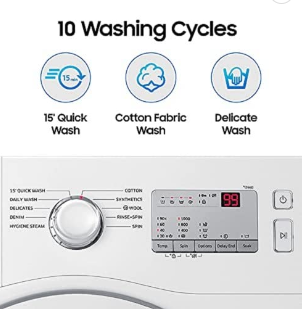 10 Washing Cycles
15'
15' Quick
Wash
Cotton Fabric
Wash
Delicate
Wash
15' QUICK WASH
DAILY WASH
DELICATES
DENIM
HYGIENE STEAM
COTTON
SYNTHETICS
WOOL
RINSE+SPIN
SPIN
99
Temp.
Spin
Options
Delay End